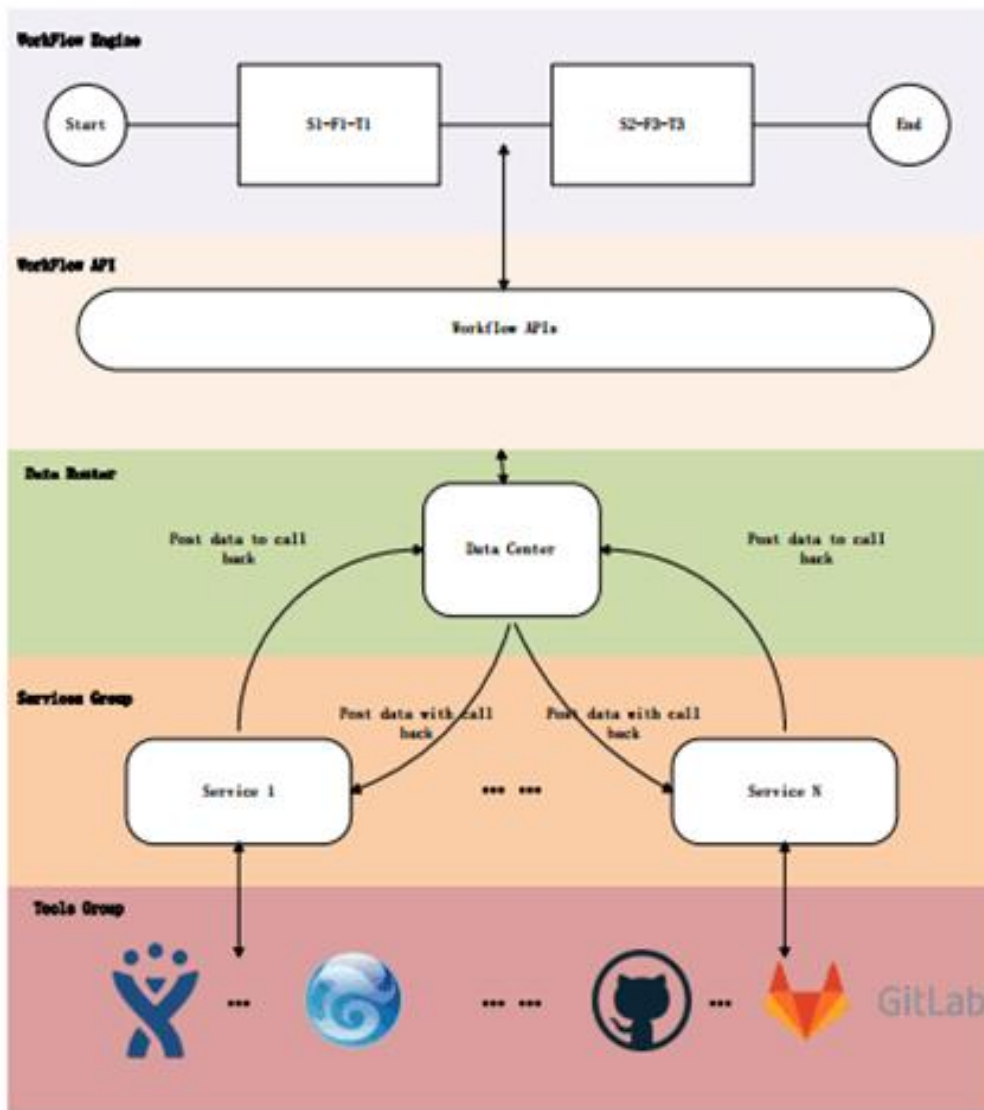 WorkFlow Engine
Start
S1-F1-T1
S2-F3-T3
End
WorkFlow API
Workflow APIs
Data Router
Post data to call
back
Data Center
Post data to call
back
Services Group
Post data with call
back
Post data with call
back
Service 1
... ...
Service N
Tools Group
...
... ...
...
GitLab